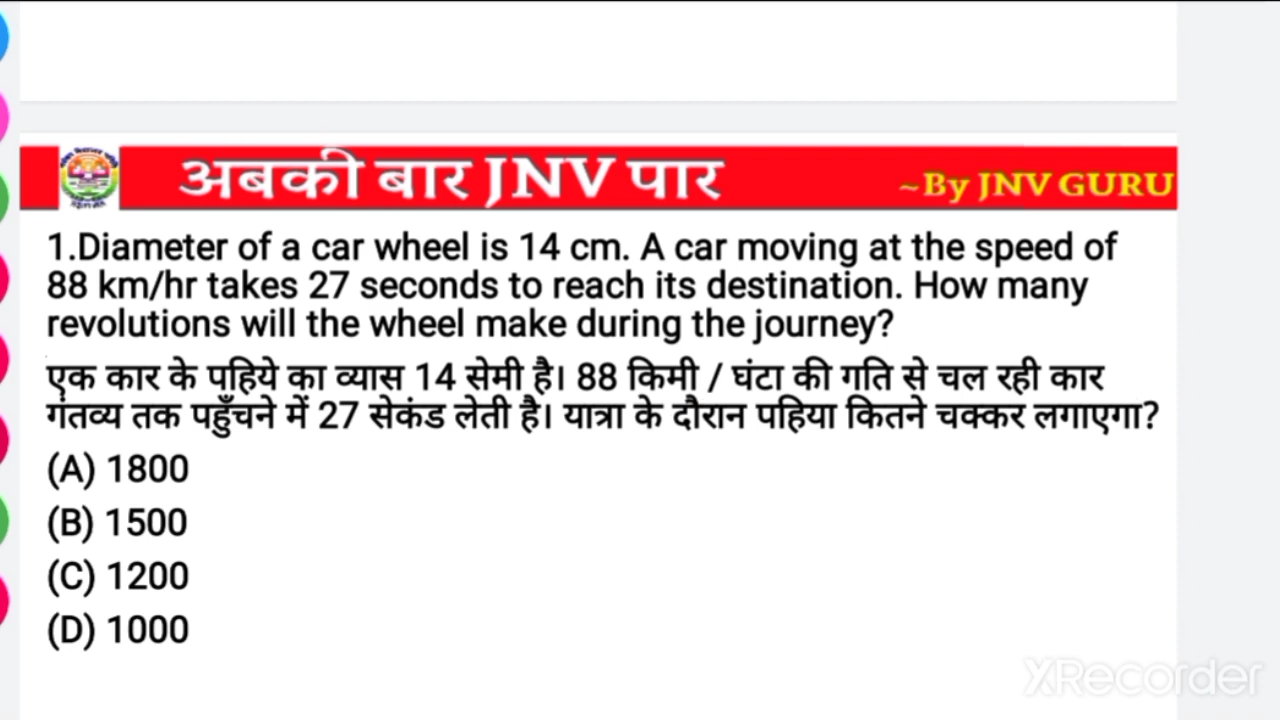 अबकी बार JNV पार
~By JNV GURU
1.Diameter of a car wheel is 14 cm. A car moving at the speed of
88 km/hr takes 27 seconds to reach its destination. How many
revolutions will the wheel make during the journey?
एक कार के पहिये का व्यास 14 सेमी है। 88 किमी / घंटा की गति से चल रही कार
गंतव्य तक पहुँचने में 27 सेकंड लेती है। यात्रा के दौरान पहिया कितने चक्कर लगाएगा?
(A) 1800
(B) 1500
(C) 1200
(D) 1000
XRecorder